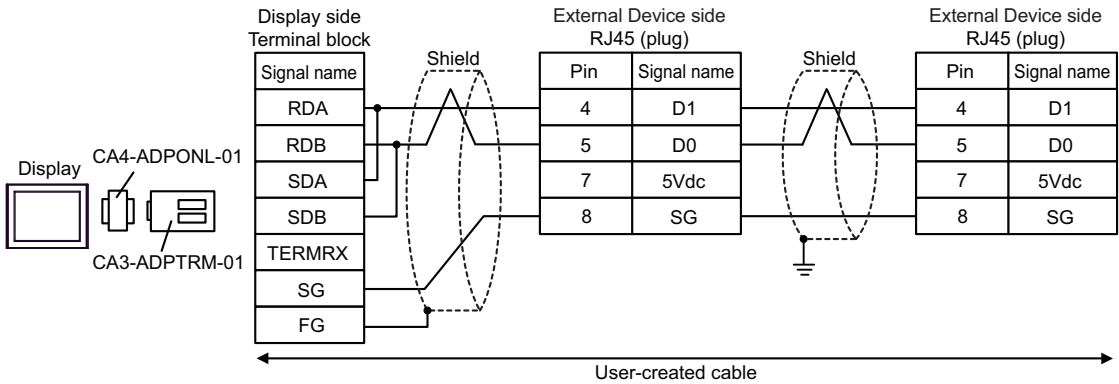 Display side
Terminal block
External Device side
RJ45 (plug)
External Device side
RJ45 (plug)
Signal name
Shield
Pin
Signal name
Shield
Pin
Signal name
RDA
4
D1
4
D1
RDB
5
D0
5
D0
SDA
7
5Vdc
7
5Vdc
SDB
8
SG
8
SG
TERMRX
SG
FG
Display
CA4-ADPONL-01
CA3-ADPTRM-01
User-created cable